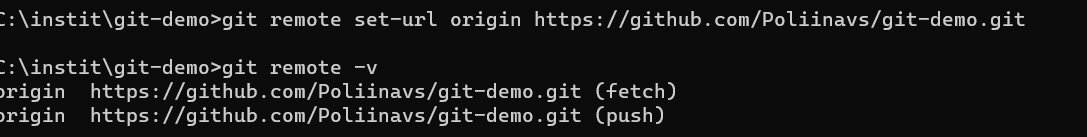 C:\instit\git-demo>git remote set-url origin https://github.com/Poliinavs/git-demo.git
C:\instit\git-demo>git remote -v
origin  https://github.com/Poliinavs/git-demo.git (fetch)
origin  https://github.com/Poliinavs/git-demo.git (push)